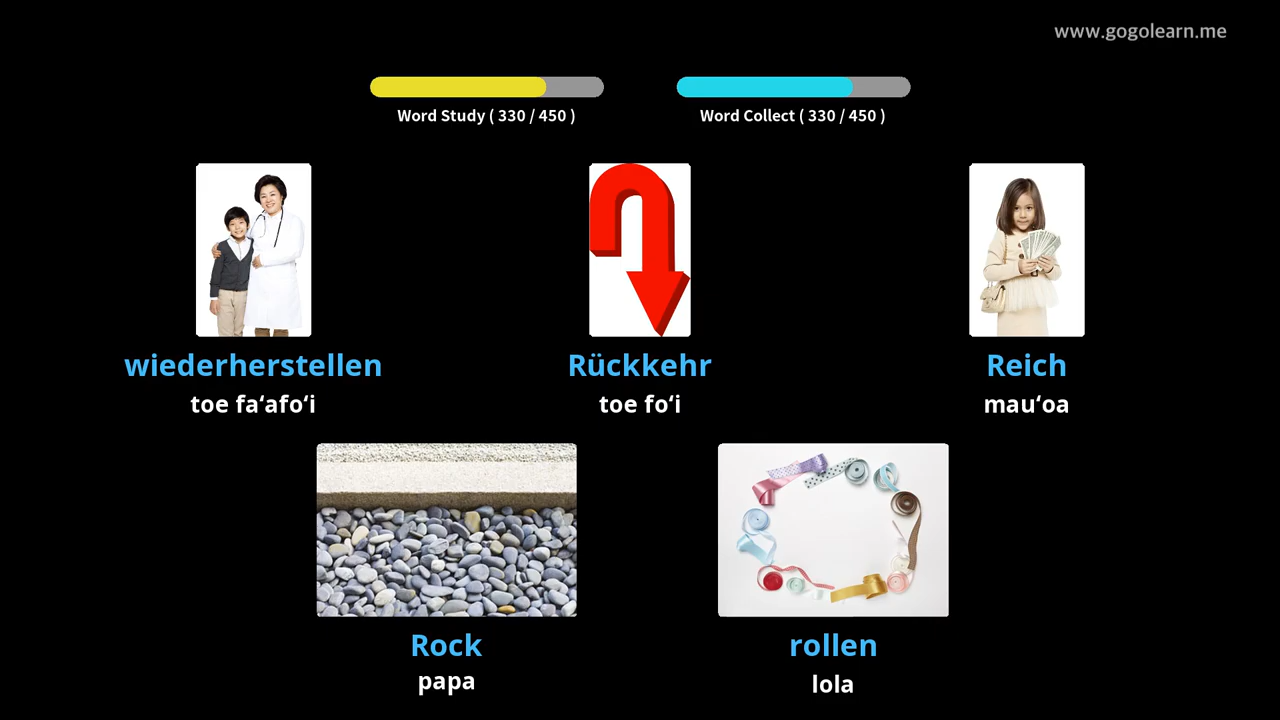 www.gogolearn.me
Word Study ( 330 / 450 )
Word Collect ( 330 / 450 )
wiederherstellen
toe faʻafoʻi
Rückkehr
toe foʻi
Reich
mauʻoa
Rock
papa
rollen
lola